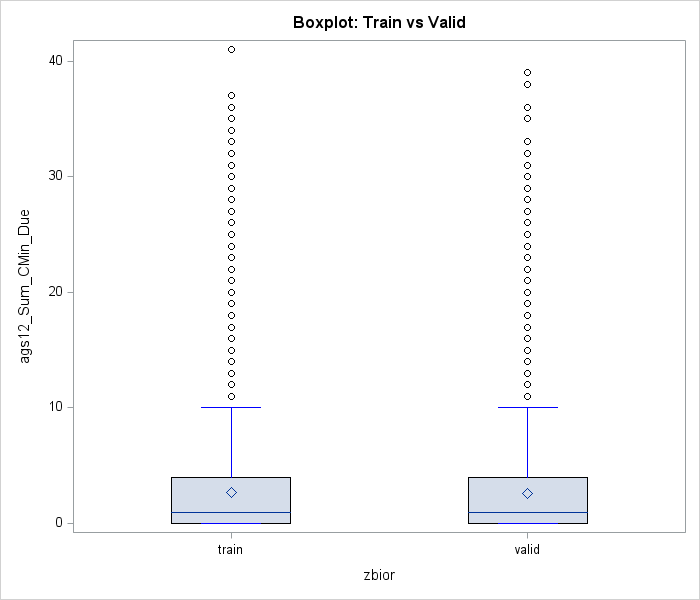 Boxplot: Train vs Valid
40
30
20
10
0
ags12_Sum_CMin_Due
train
valid
zbior